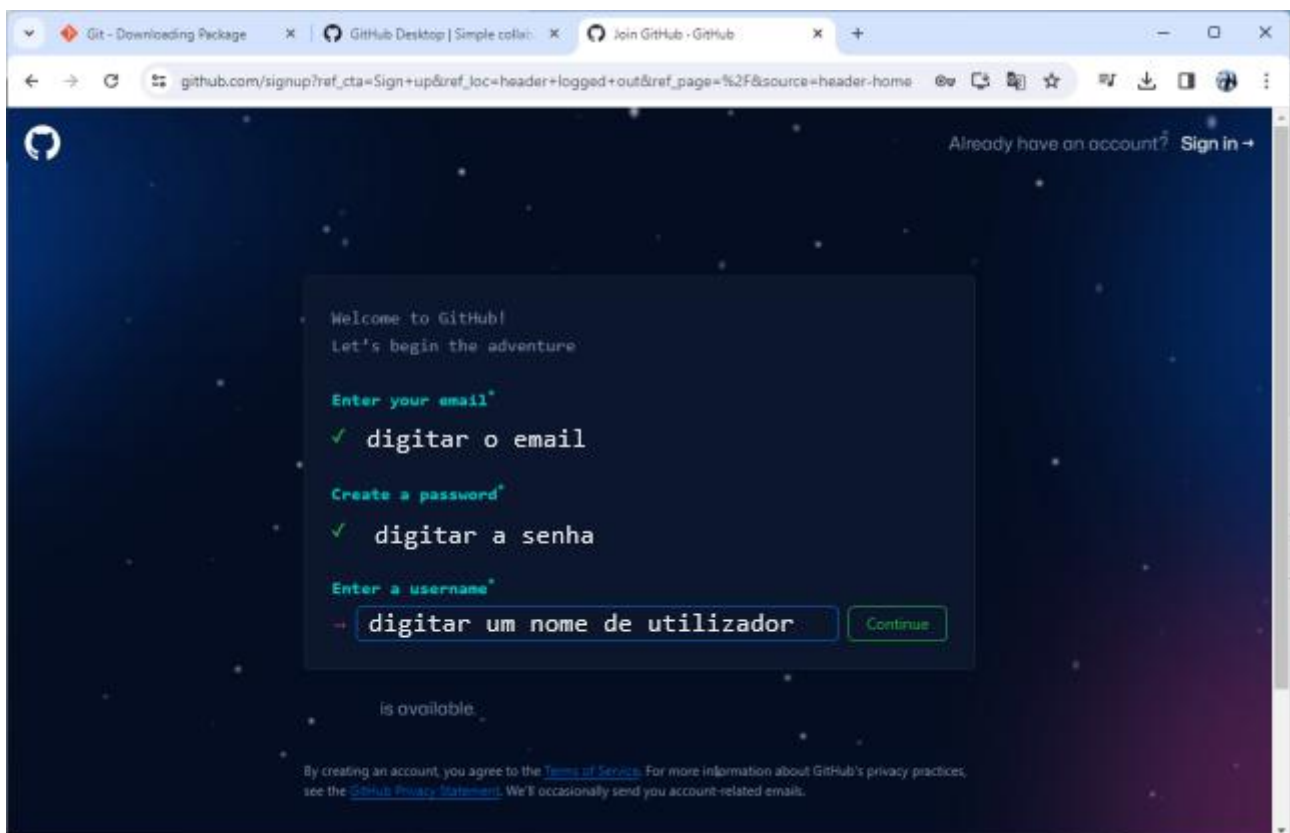 Git - Downloading Package
GitHub Desktop | Simple collab
Join GitHub · GitHub
github.com/signup?ref_cta=Sign+up&ref_loc=header+logged+out&ref_page=%2F&source=header-home
Already have an account? Sign in →
Welcome to GitHub!
Let's begin the adventure
Enter your email*
✓ digitar o email
Create a password*
✓ digitar a senha
Enter a username*
→ digitar um nome de utilizador Continue
is available.
By creating an account, you agree to the Terms of Service. For more information about GitHub's privacy practices,
see the GitHub Privacy Statement. We'll occasionally send you account-related emails.